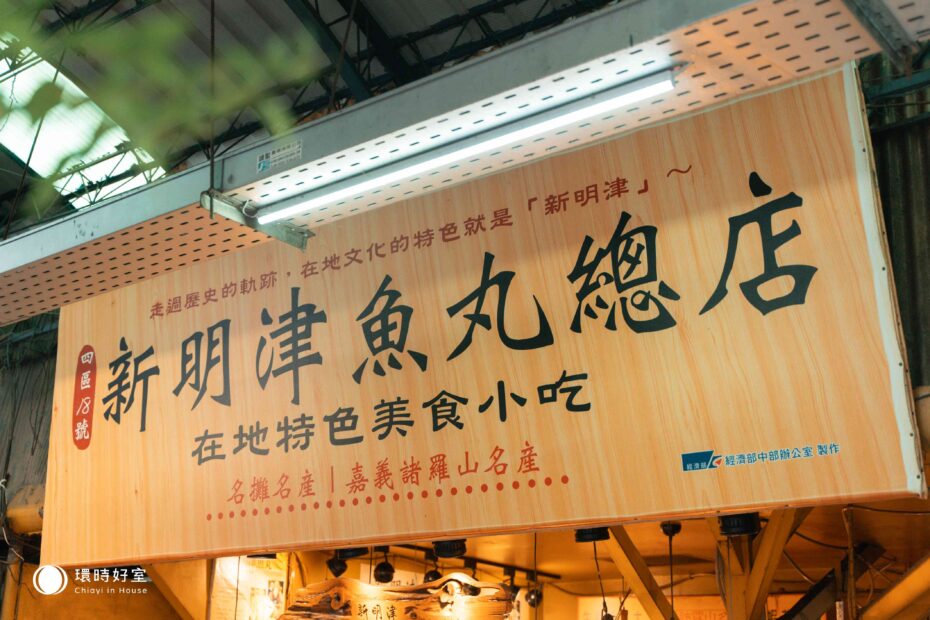 走過歷史的軌跡，在地文化的特色就是「新明津」～
四區18號
新明津魚丸總店
在地特色美食小吃
名攤名產｜嘉義諸羅山名產
經濟部 經濟部中部辦公室 製作
新明津
環時好室
Chiayi in House